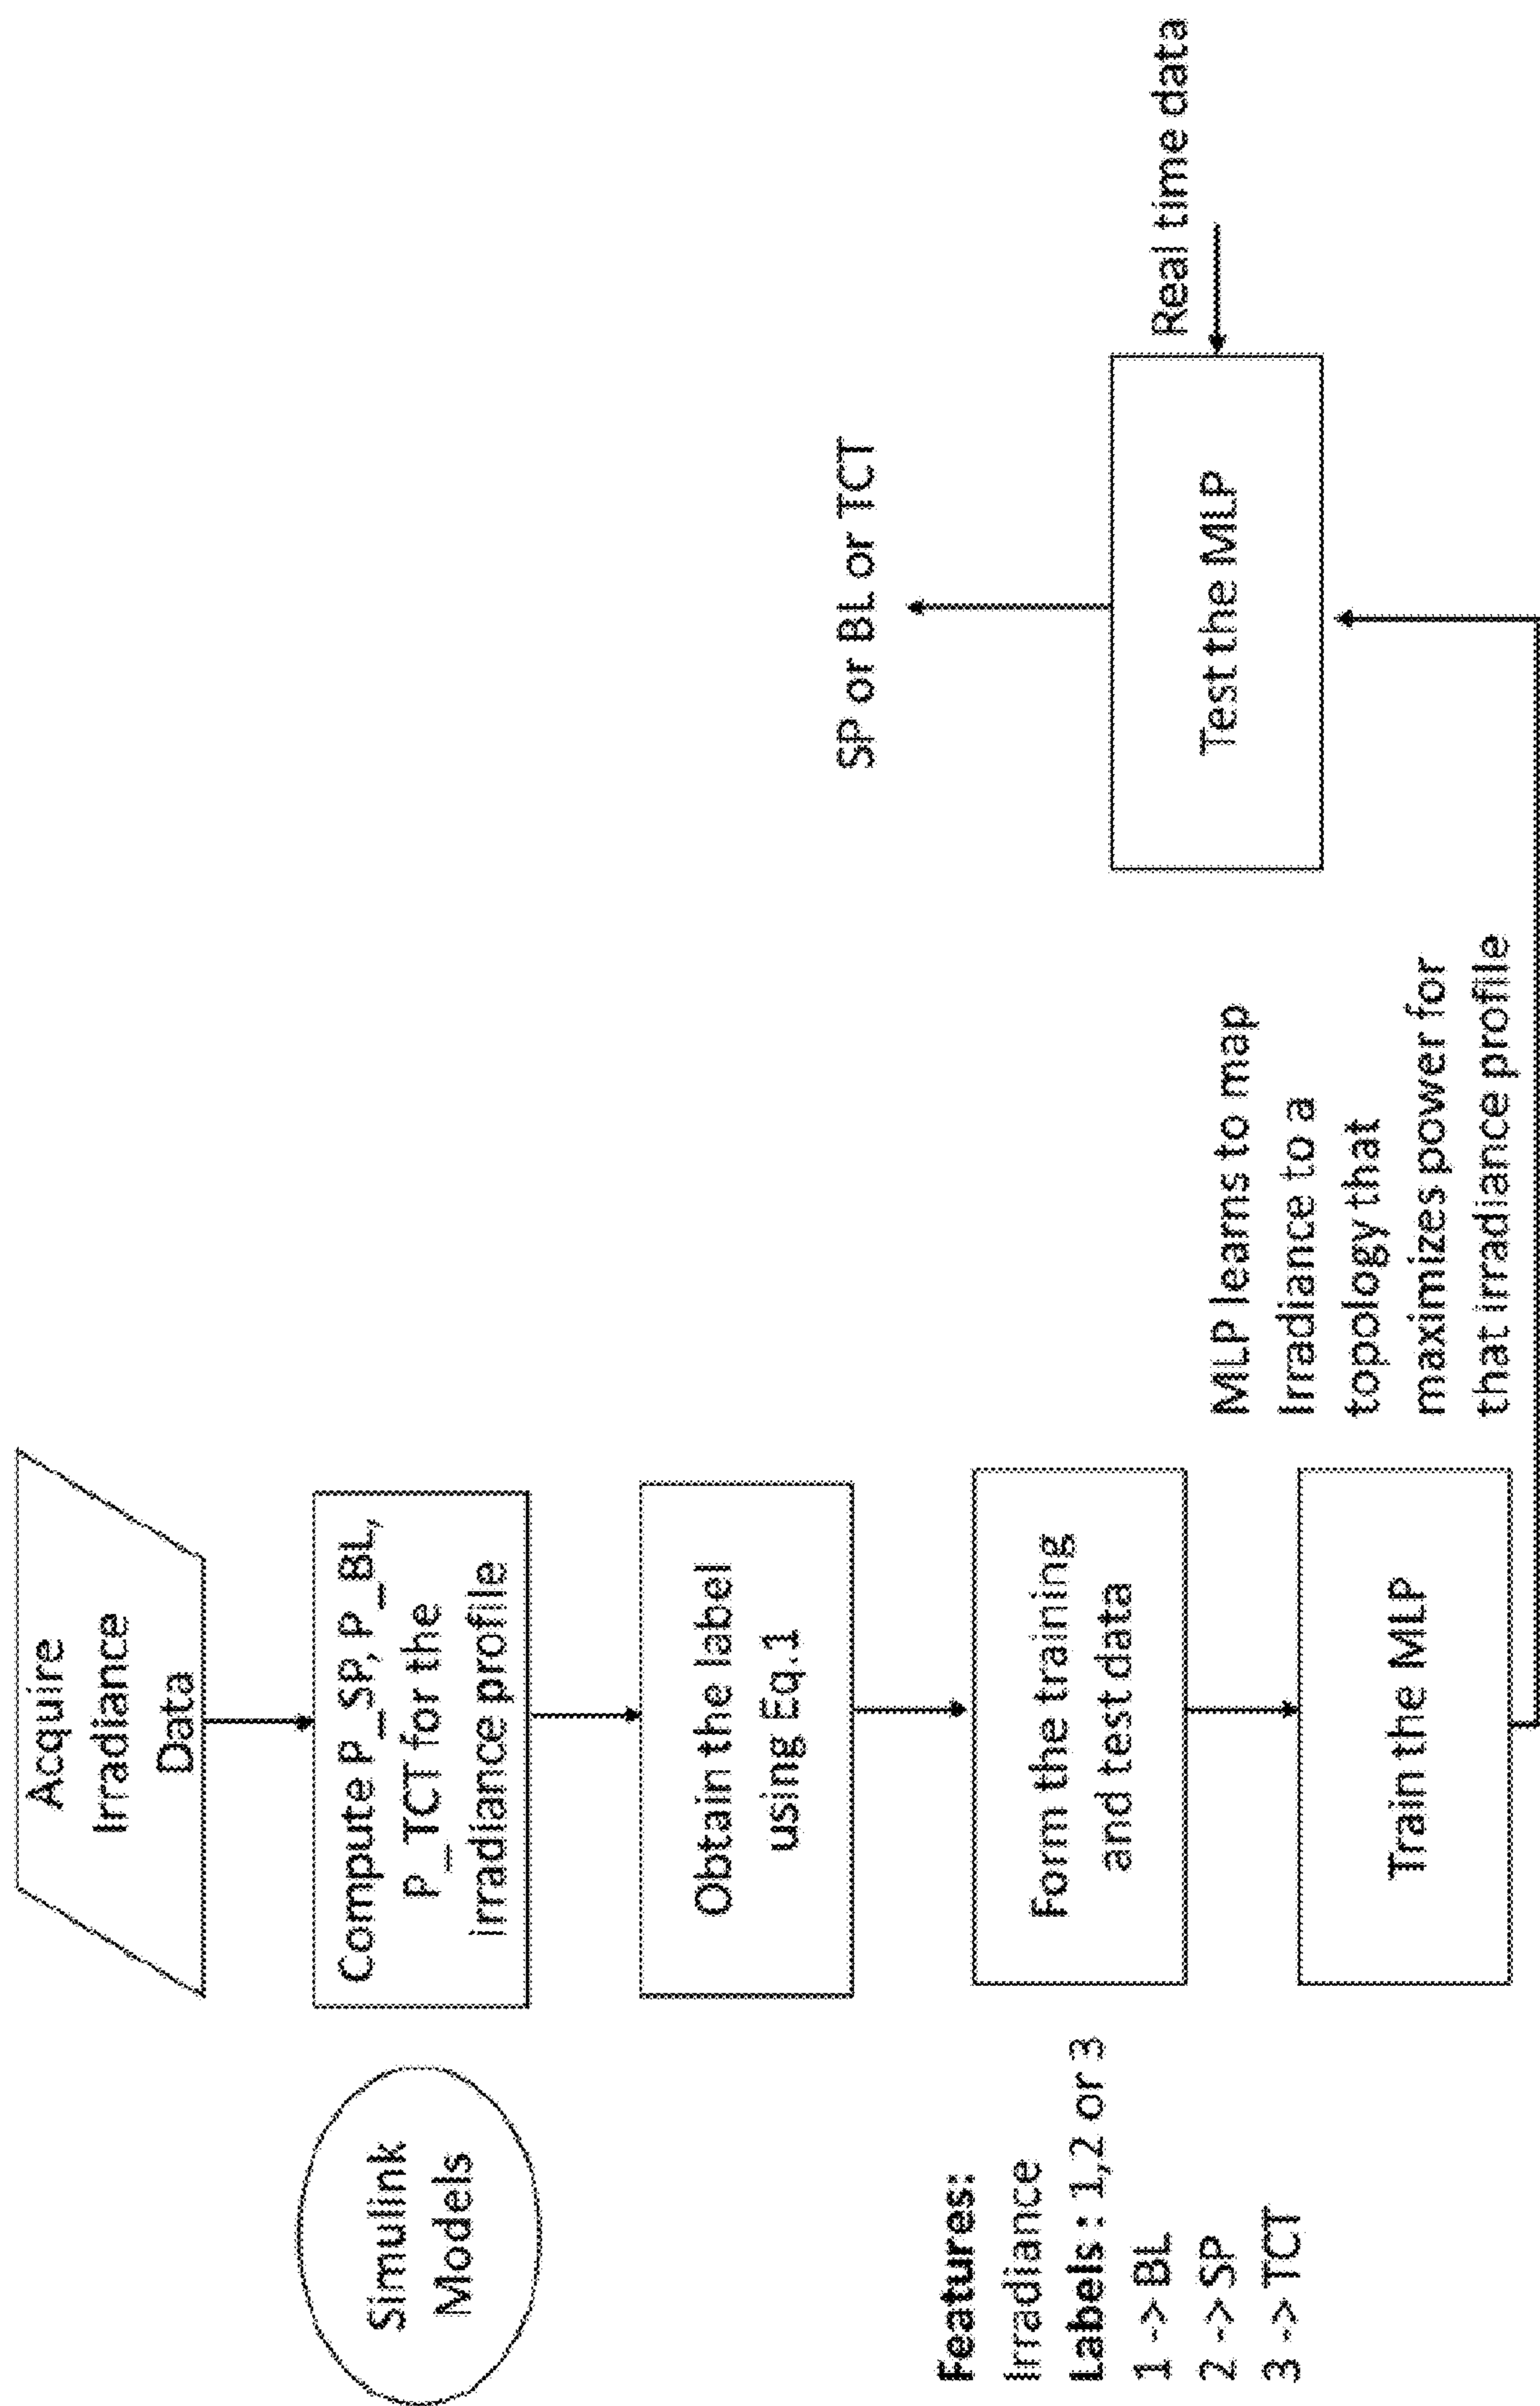 Acquire
Irradiance
Data
Simulink
Models
Compute P_SP, P_BL,
P_TCT for the
irradiance profile
Obtain the label
using Eq.1
Features:
Irradiance
Labels : 1,2 or 3
1 -> BL
2 -> SP
3 -> TCT
Form the training
and test data
Train the MLP
MLP learns to map
Irradiance to a
topology that
maximizes power for
that irradiance profile
SP or BL or TCT
Test the MLP
Real time data